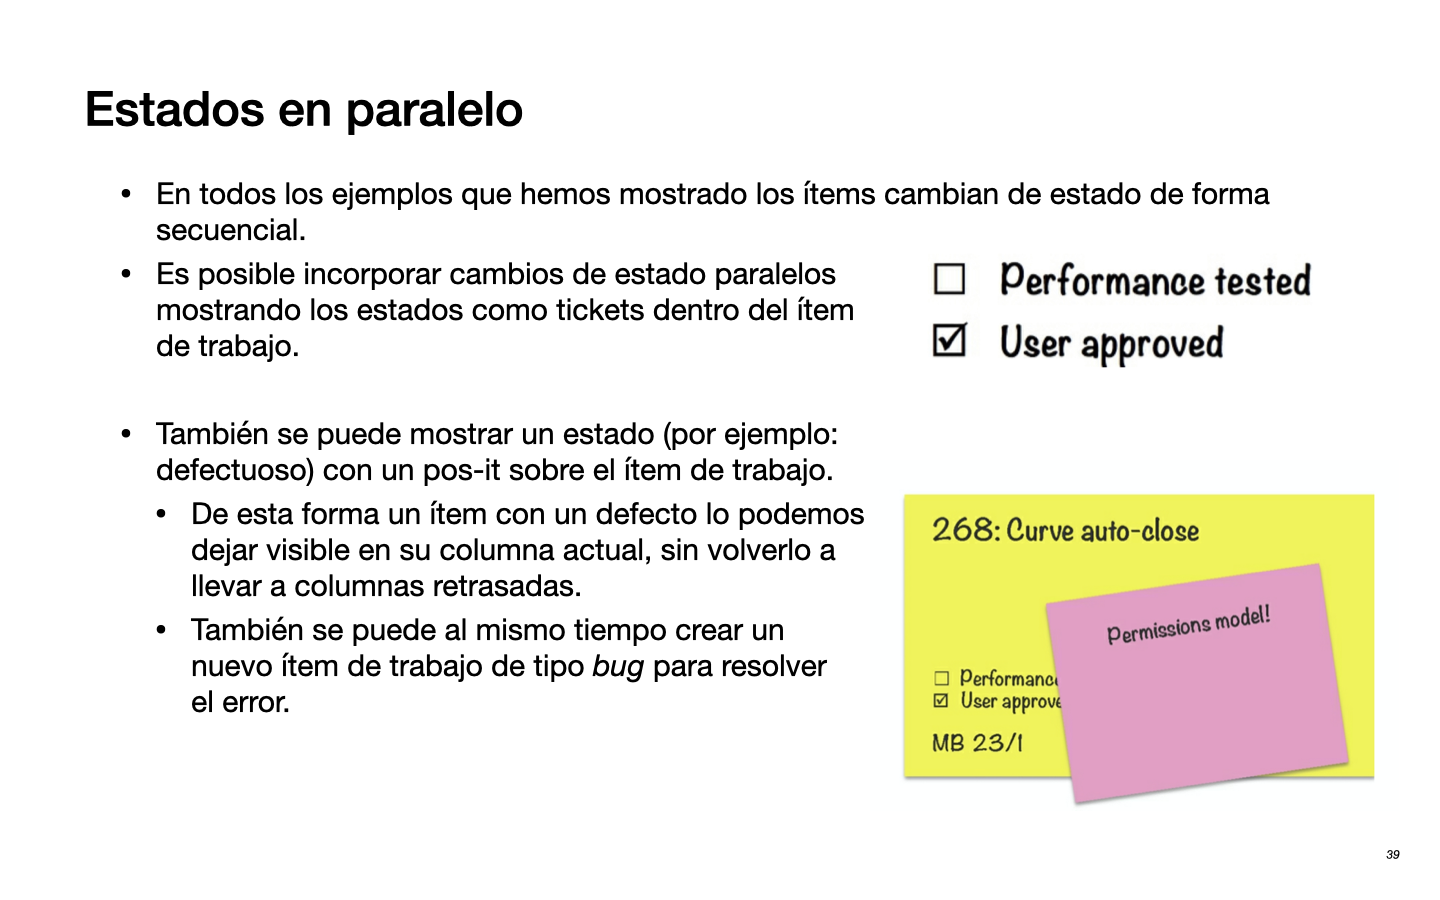 Estados en paralelo
• En todos los ejemplos que hemos mostrado los ítems cambian de estado de forma
secuencial.
• Es posible incorporar cambios de estado paralelos
mostrando los estados como tickets dentro del ítem
de trabajo.
☐ Performance tested
☑ User approved
• También se puede mostrar un estado (por ejemplo:
defectuoso) con un pos-it sobre el ítem de trabajo.
• De esta forma un ítem con un defecto lo podemos
dejar visible en su columna actual, sin volverlo a
llevar a columnas retrasadas.
• También se puede al mismo tiempo crear un
nuevo ítem de trabajo de tipo bug para resolver
el error.
268: Curve auto-close
Permissions model!
☐ Performance
☑ User approve
MB 23/1
39